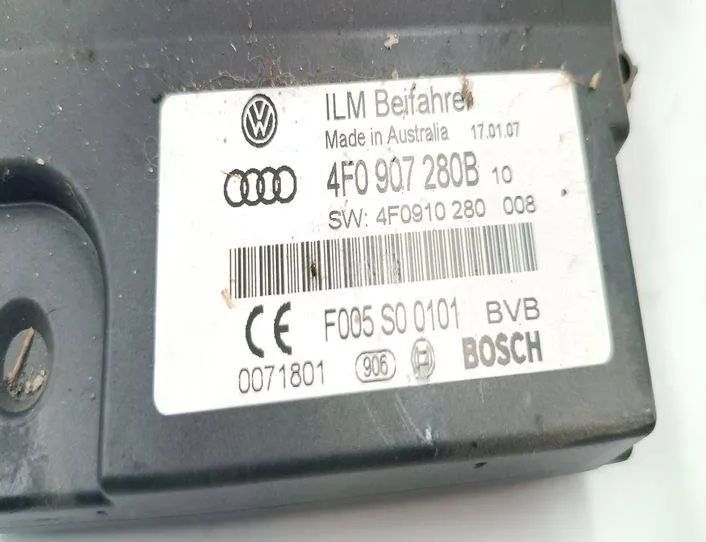 ILM Beifahrer
Made in Australia 17.01.07
4F0 907 280B 10
SW: 4F0910 280 008
CE F005 S0 0101 BVB
0071801 906 BOSCH